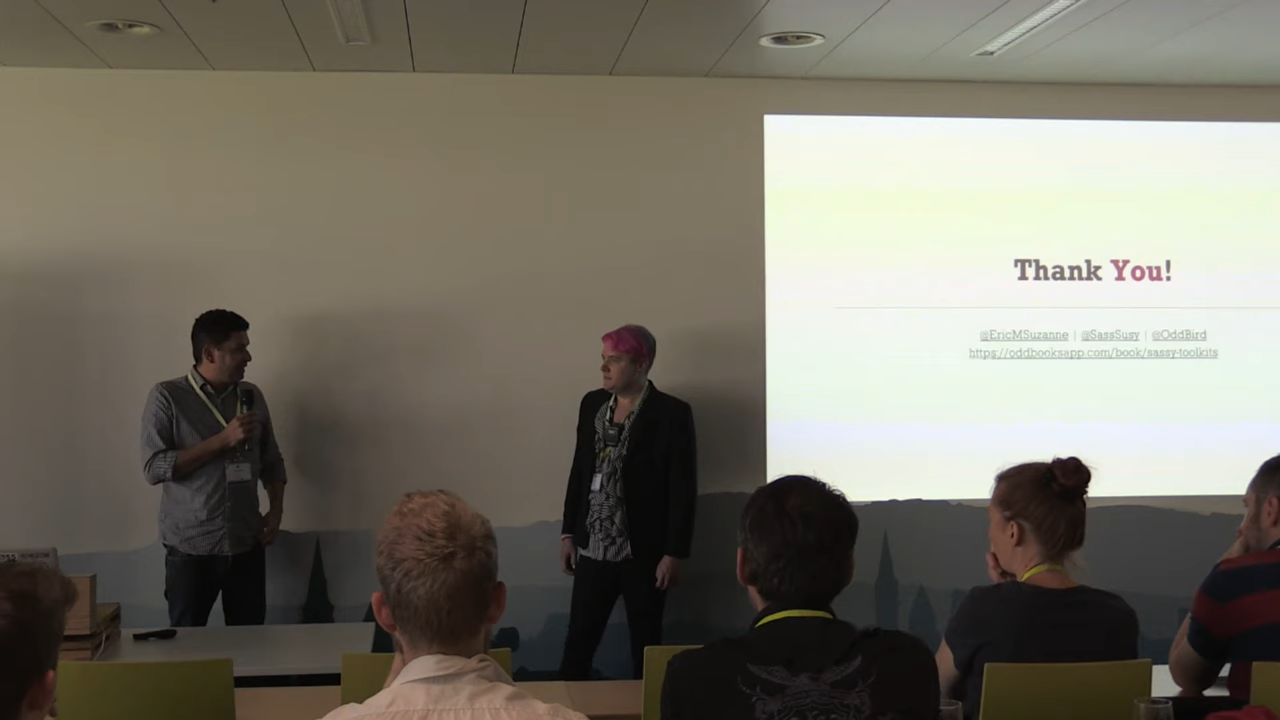 Thank You!
@EricMSuzanne | @SassSusy | @OddBird
https://oddbooksapp.com/book/sassy-toolkits